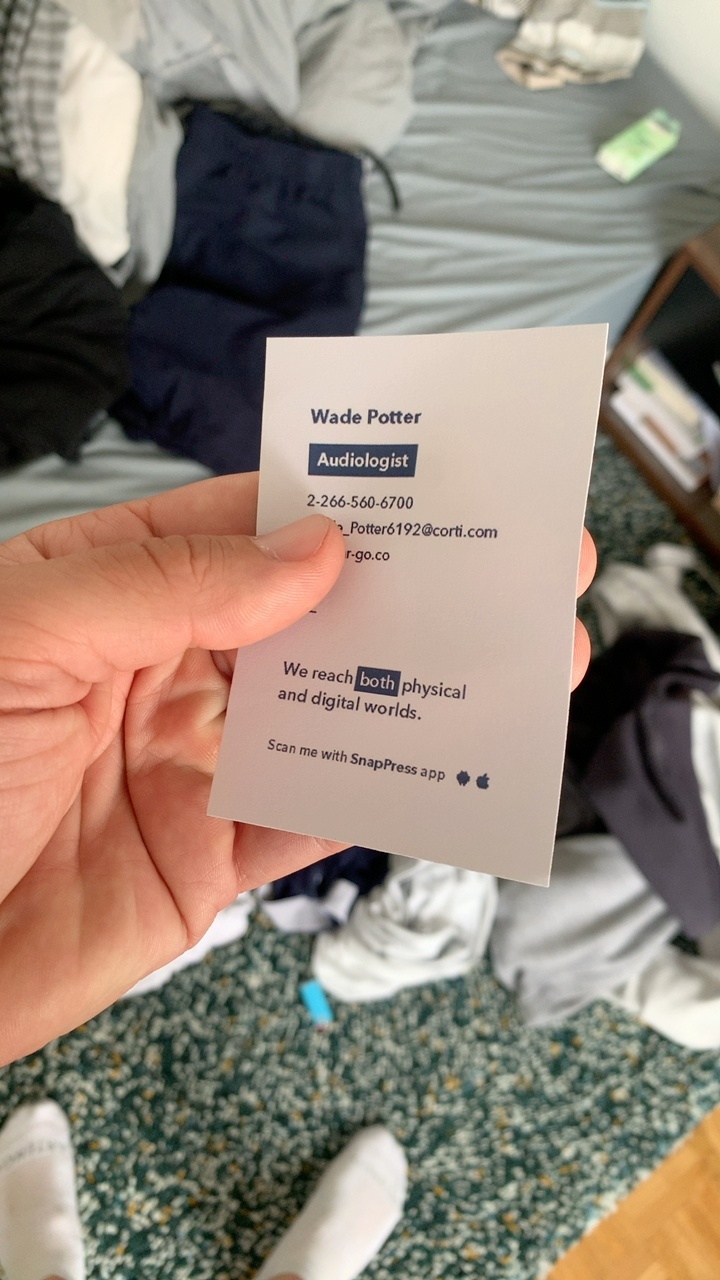 Wade Potter
Audiologist
2-266-560-6700
e_Potter6192@corti.com
r-go.co
We reach both physical
and digital worlds.
Scan me with SnapPress app